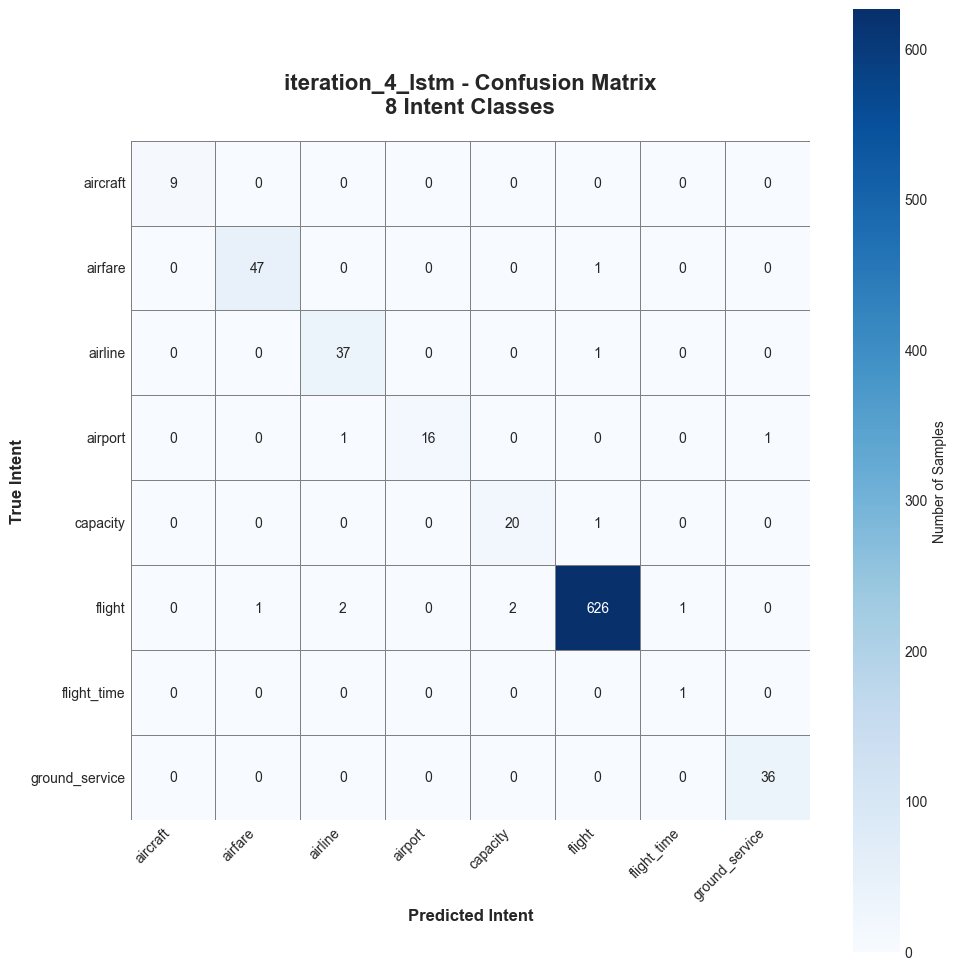 iteration_4_lstm - Confusion Matrix
8 Intent Classes
True Intent
aircraft 9 0 0 0 0 0 0 0
airfare 0 47 0 0 0 1 0 0
airline 0 0 37 0 0 1 0 0
airport 0 0 1 16 0 0 0 1
capacity 0 0 0 0 20 1 0 0
flight 0 1 2 0 2 626 1 0
flight_time 0 0 0 0 0 0 1 0
ground_service 0 0 0 0 0 0 0 36
aircraft airfare airline airport capacity flight flight_time ground_service
Predicted Intent
600
500
400
300
200
100
0
Number of Samples